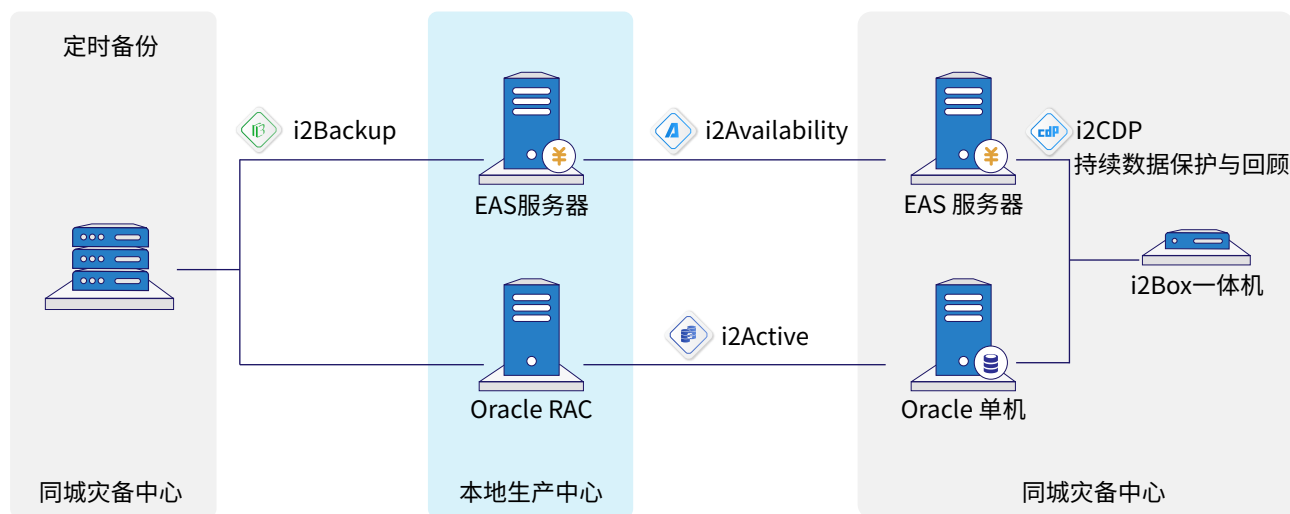 定时备份
i2Backup
同城灾备中心
EAS服务器
Oracle RAC
本地生产中心
i2Availability
i2Active
EAS 服务器
Oracle 单机
cdp
i2CDP
持续数据保护与回顾
i2Box一体机
同城灾备中心